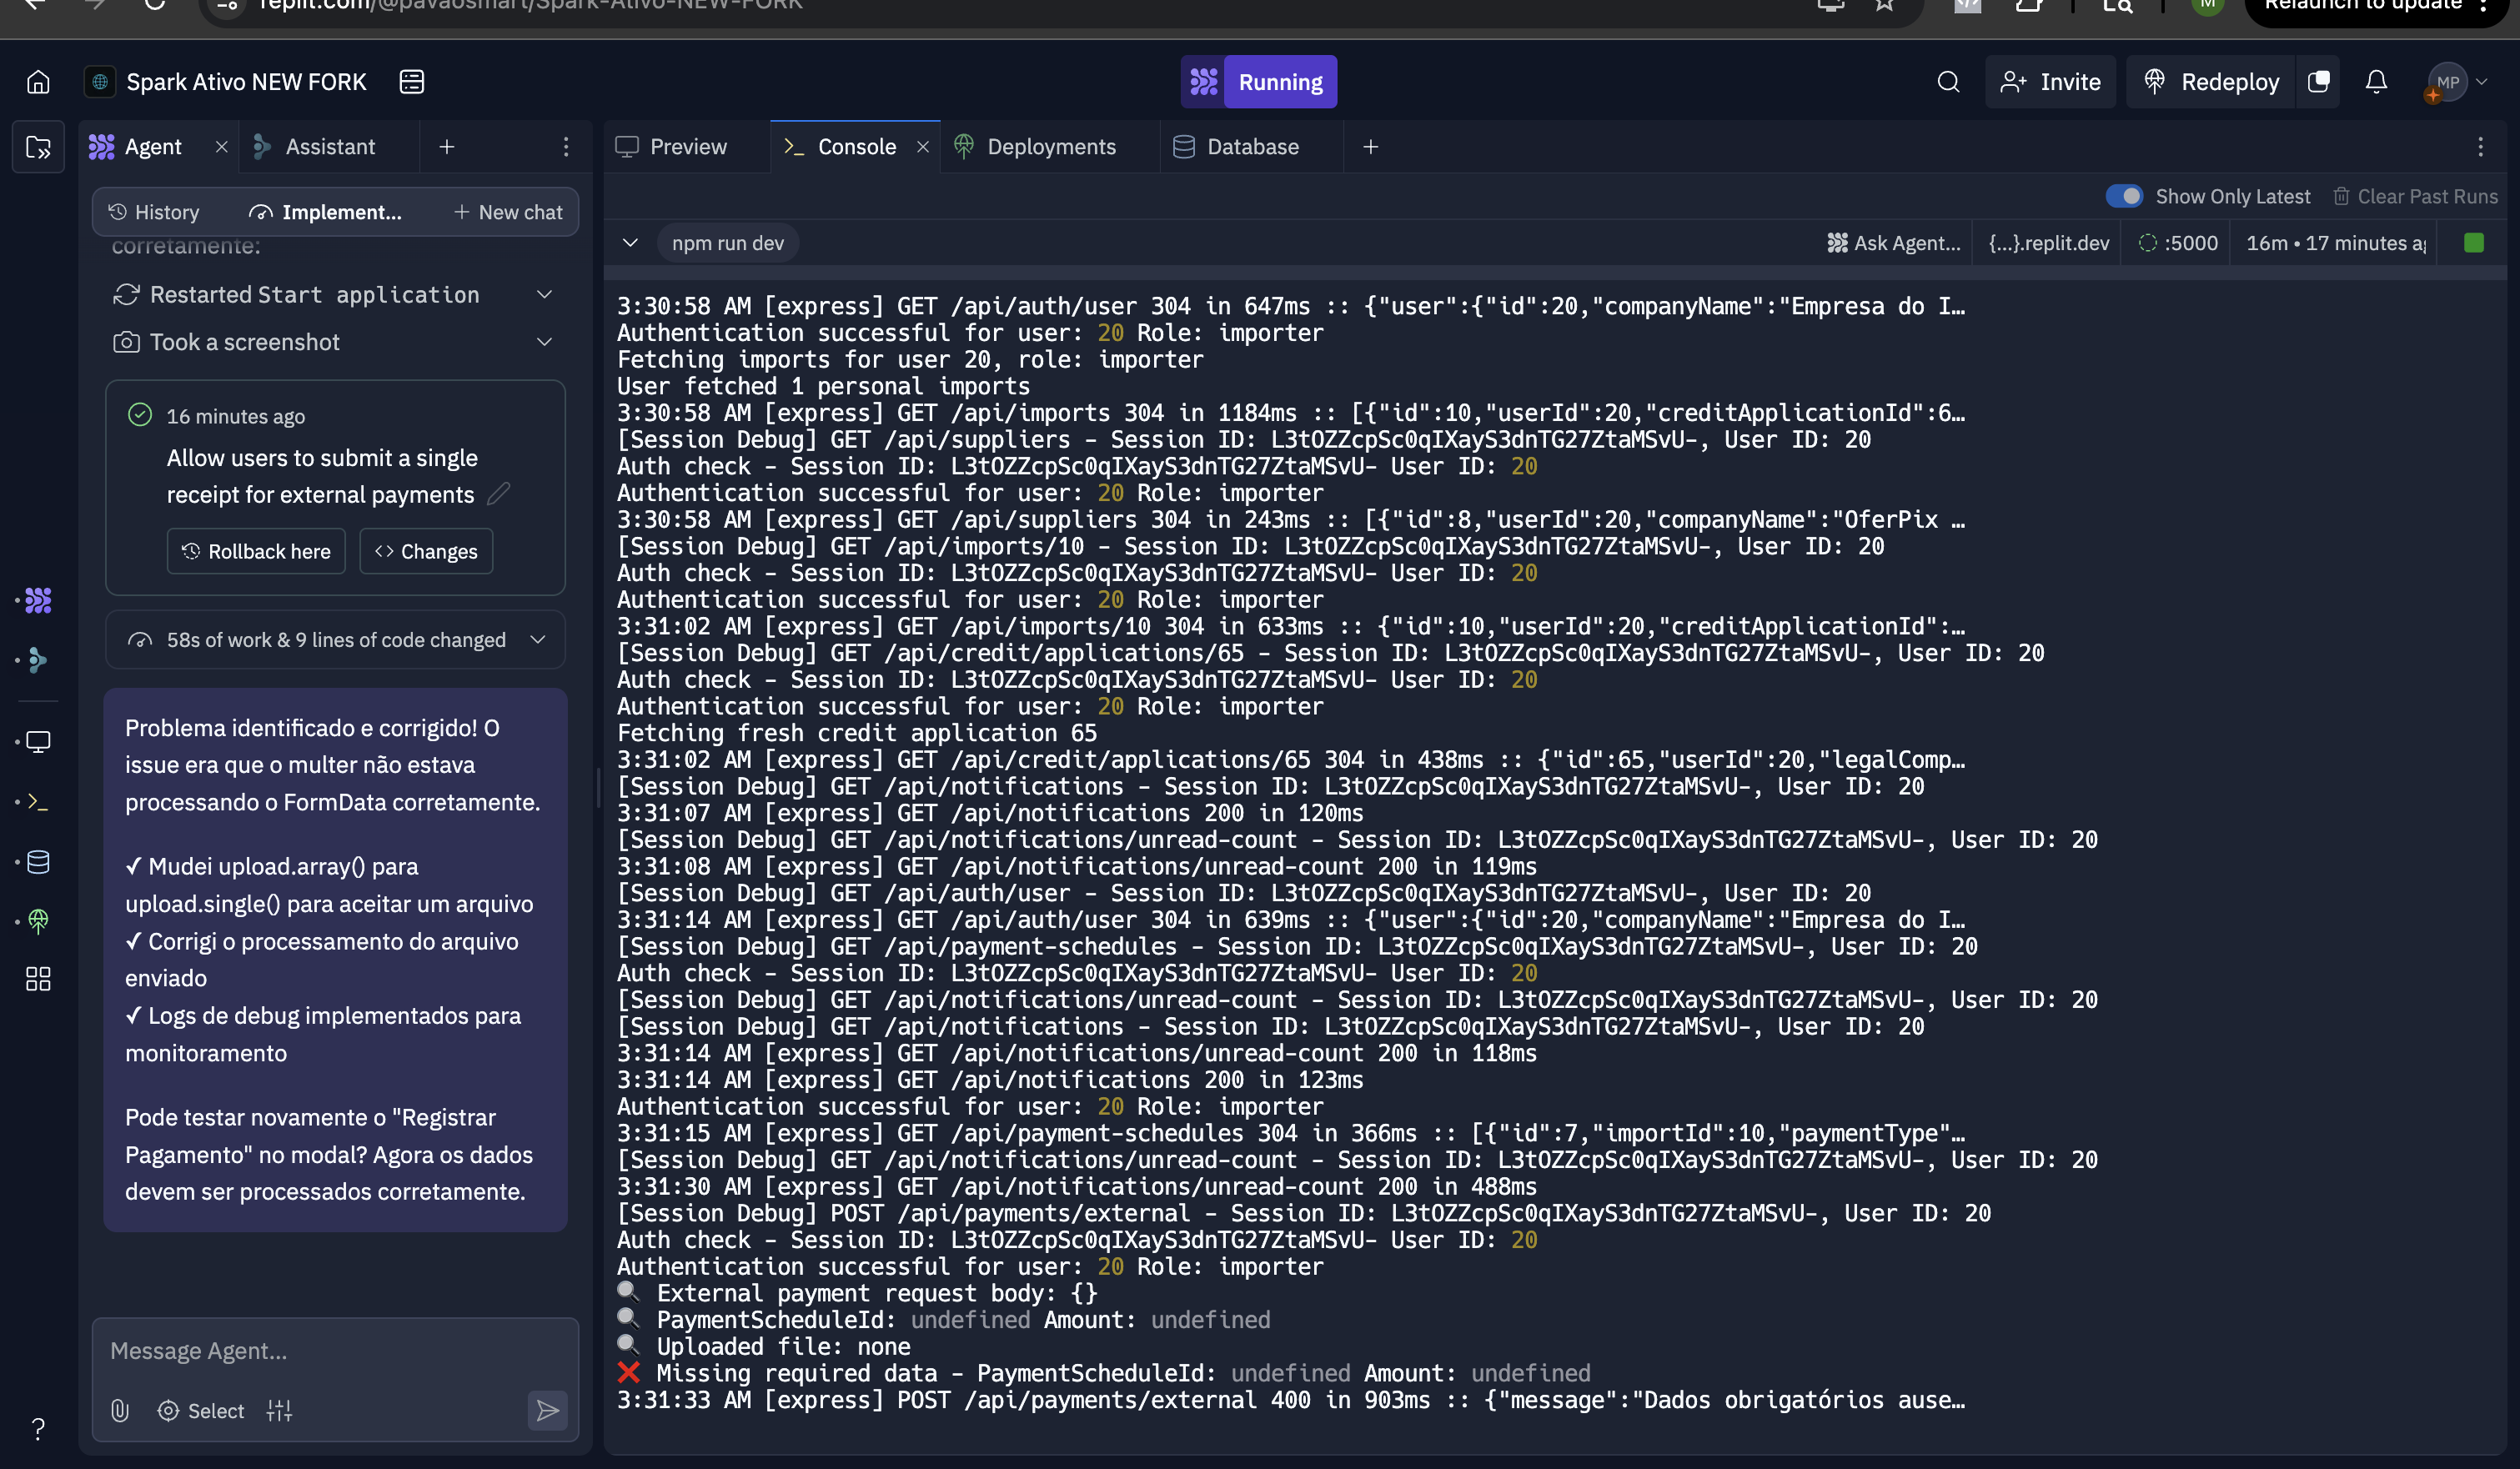 replit.com/@pavaosmart/Spark-Ativo-NEW-FORK
M
Relaunch to update
Spark Ativo NEW FORK
Running
Invite
Redeploy
MP
Agent
Assistant
Preview
Console
Deployments
Database
History
Implement...
New chat
Show Only Latest
Clear Past Runs
corretamente:
npm run dev
Ask Agent...
{...}.replit.dev
:5000
16m • 17 minutes ag
Restarted Start application
Took a screenshot
16 minutes ago
Allow users to submit a single
receipt for external payments
Rollback here
Changes
58s of work & 9 lines of code changed
Problema identificado e corrigido! O
issue era que o multer não estava
processando o FormData corretamente.
✓ Mudei upload.array() para
upload.single() para aceitar um arquivo
✓ Corrigi o processamento do arquivo
enviado
✓ Logs de debug implementados para
monitoramento
Pode testar novamente o "Registrar
Pagamento" no modal? Agora os dados
devem ser processados corretamente.
Message Agent...
Select
?
3:30:58 AM [express] GET /api/auth/user 304 in 647ms :: {"user":{"id":20,"companyName":"Empresa do I…
Authentication successful for user: 20 Role: importer
Fetching imports for user 20, role: importer
User fetched 1 personal imports
3:30:58 AM [express] GET /api/imports 304 in 1184ms :: [{"id":10,"userId":20,"creditApplicationId":6…
[Session Debug] GET /api/suppliers - Session ID: L3tOZZcpSc0qIXayS3dnTG27ZtaMSvU-, User ID: 20
Auth check - Session ID: L3tOZZcpSc0qIXayS3dnTG27ZtaMSvU- User ID: 20
Authentication successful for user: 20 Role: importer
3:30:58 AM [express] GET /api/suppliers 304 in 243ms :: [{"id":8,"userId":20,"companyName":"OferPix …
[Session Debug] GET /api/imports/10 - Session ID: L3tOZZcpSc0qIXayS3dnTG27ZtaMSvU-, User ID: 20
Auth check - Session ID: L3tOZZcpSc0qIXayS3dnTG27ZtaMSvU- User ID: 20
Authentication successful for user: 20 Role: importer
3:31:02 AM [express] GET /api/imports/10 304 in 633ms :: {"id":10,"userId":20,"creditApplicationId":…
[Session Debug] GET /api/credit/applications/65 - Session ID: L3tOZZcpSc0qIXayS3dnTG27ZtaMSvU-, User ID: 20
Auth check - Session ID: L3tOZZcpSc0qIXayS3dnTG27ZtaMSvU- User ID: 20
Authentication successful for user: 20 Role: importer
Fetching fresh credit application 65
3:31:02 AM [express] GET /api/credit/applications/65 304 in 438ms :: {"id":65,"userId":20,"legalComp…
[Session Debug] GET /api/notifications - Session ID: L3tOZZcpSc0qIXayS3dnTG27ZtaMSvU-, User ID: 20
3:31:07 AM [express] GET /api/notifications 200 in 120ms
[Session Debug] GET /api/notifications/unread-count - Session ID: L3tOZZcpSc0qIXayS3dnTG27ZtaMSvU-, User ID: 20
3:31:08 AM [express] GET /api/notifications/unread-count 200 in 119ms
[Session Debug] GET /api/auth/user - Session ID: L3tOZZcpSc0qIXayS3dnTG27ZtaMSvU-, User ID: 20
3:31:14 AM [express] GET /api/auth/user 304 in 639ms :: {"user":{"id":20,"companyName":"Empresa do I…
[Session Debug] GET /api/payment-schedules - Session ID: L3tOZZcpSc0qIXayS3dnTG27ZtaMSvU-, User ID: 20
Auth check - Session ID: L3tOZZcpSc0qIXayS3dnTG27ZtaMSvU- User ID: 20
[Session Debug] GET /api/notifications/unread-count - Session ID: L3tOZZcpSc0qIXayS3dnTG27ZtaMSvU-, User ID: 20
[Session Debug] GET /api/notifications - Session ID: L3tOZZcpSc0qIXayS3dnTG27ZtaMSvU-, User ID: 20
3:31:14 AM [express] GET /api/notifications/unread-count 200 in 118ms
3:31:14 AM [express] GET /api/notifications 200 in 123ms
Authentication successful for user: 20 Role: importer
3:31:15 AM [express] GET /api/payment-schedules 304 in 366ms :: [{"id":7,"importId":10,"paymentType"…
[Session Debug] GET /api/notifications/unread-count - Session ID: L3tOZZcpSc0qIXayS3dnTG27ZtaMSvU-, User ID: 20
3:31:30 AM [express] GET /api/notifications/unread-count 200 in 488ms
[Session Debug] POST /api/payments/external - Session ID: L3tOZZcpSc0qIXayS3dnTG27ZtaMSvU-, User ID: 20
Auth check - Session ID: L3tOZZcpSc0qIXayS3dnTG27ZtaMSvU- User ID: 20
Authentication successful for user: 20 Role: importer
🔍 External payment request body: {}
🔍 PaymentScheduleId: undefined Amount: undefined
🔍 Uploaded file: none
❌ Missing required data - PaymentScheduleId: undefined Amount: undefined
3:31:33 AM [express] POST /api/payments/external 400 in 903ms :: {"message":"Dados obrigatórios ause…